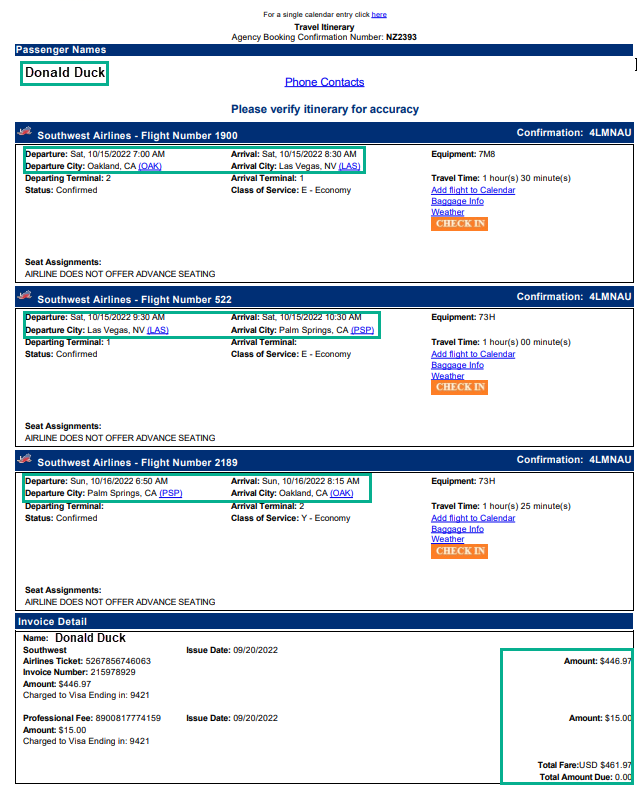 For a single calendar entry click here
Travel Itinerary
Agency Booking Confirmation Number: NZ2393
Passenger Names
Donald Duck
Phone Contacts
Please verify itinerary for accuracy
Southwest Airlines - Flight Number 1900 Confirmation: 4LMNAU
Departure: Sat, 10/15/2022 7:00 AM Arrival: Sat, 10/15/2022 8:30 AM Equipment: 7M8
Departure City: Oakland, CA (OAK) Arrival City: Las Vegas, NV (LAS)
Departing Terminal: 2 Arrival Terminal: 1 Travel Time: 1 hour(s) 30 minute(s)
Status: Confirmed Class of Service: E - Economy Add flight to Calendar
Baggage Info
Weather
CHECK IN
Seat Assignments:
AIRLINE DOES NOT OFFER ADVANCE SEATING
Southwest Airlines - Flight Number 522 Confirmation: 4LMNAU
Departure: Sat, 10/15/2022 9:30 AM Arrival: Sat, 10/15/2022 10:30 AM Equipment: 73H
Departure City: Las Vegas, NV (LAS) Arrival City: Palm Springs, CA (PSP)
Departing Terminal: 1 Arrival Terminal: Travel Time: 1 hour(s) 00 minute(s)
Status: Confirmed Class of Service: E - Economy Add flight to Calendar
Baggage Info
Weather
CHECK IN
Seat Assignments:
AIRLINE DOES NOT OFFER ADVANCE SEATING
Southwest Airlines - Flight Number 2189 Confirmation: 4LMNAU
Departure: Sun, 10/16/2022 6:50 AM Arrival: Sun, 10/16/2022 8:15 AM Equipment: 73H
Departure City: Palm Springs, CA (PSP) Arrival City: Oakland, CA (OAK)
Departing Terminal: Arrival Terminal: 2 Travel Time: 1 hour(s) 25 minute(s)
Status: Confirmed Class of Service: Y - Economy Add flight to Calendar
Baggage Info
Weather
CHECK IN
Seat Assignments:
AIRLINE DOES NOT OFFER ADVANCE SEATING
Invoice Detail
Name: Donald Duck
Southwest Issue Date: 09/20/2022
Airlines Ticket: 5267856746063 Amount: $446.97
Invoice Number: 215978929
Amount: $446.97
Charged to Visa Ending in: 9421
Professional Fee: 8900817774159 Issue Date: 09/20/2022 Amount: $15.00
Amount: $15.00
Charged to Visa Ending in: 9421
Total Fare:USD $461.97
Total Amount Due: 0.00